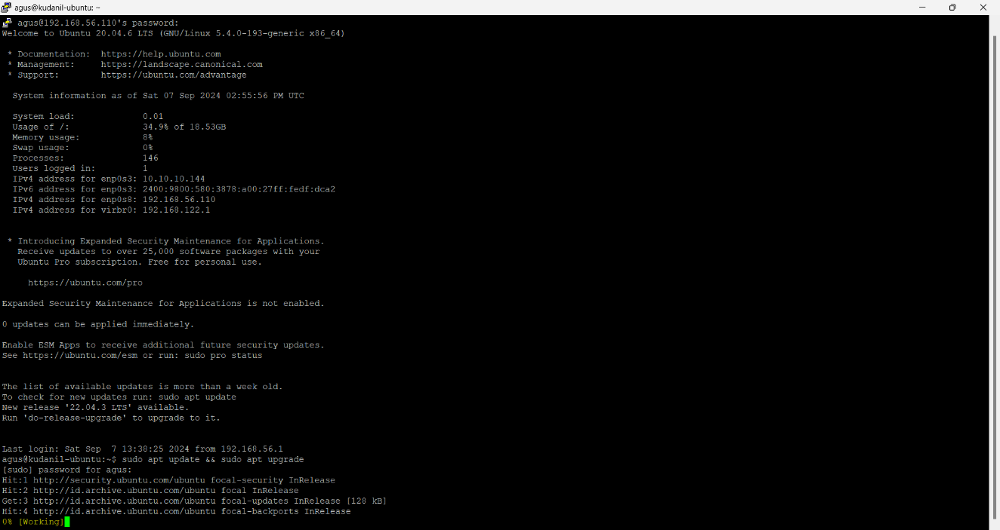 agus@kudanil-ubuntu: ~
agus@192.168.56.110's password:
Welcome to Ubuntu 20.04.6 LTS (GNU/Linux 5.4.0-193-generic x86_64)
* Documentation:  https://help.ubuntu.com
* Management:     https://landscape.canonical.com
* Support:        https://ubuntu.com/advantage
System information as of Sat 07 Sep 2024 02:55:56 PM UTC
System load:             0.01
Usage of /:              34.9% of 18.53GB
Memory usage:            8%
Swap usage:              0%
Processes:               146
Users logged in:         1
IPv4 address for enp0s3: 10.10.10.144
IPv6 address for enp0s3: 2400:9800:580:3878:a00:27ff:fedf:dca2
IPv4 address for enp0s8: 192.168.56.110
IPv4 address for virbr0: 192.168.122.1
* Introducing Expanded Security Maintenance for Applications.
Receive updates to over 25,000 software packages with your
Ubuntu Pro subscription. Free for personal use.
https://ubuntu.com/pro
Expanded Security Maintenance for Applications is not enabled.
0 updates can be applied immediately.
Enable ESM Apps to receive additional future security updates.
See https://ubuntu.com/esm or run: sudo pro status
The list of available updates is more than a week old.
To check for new updates run: sudo apt update
New release '22.04.3 LTS' available.
Run 'do-release-upgrade' to upgrade to it.
Last login: Sat Sep  7 13:38:25 2024 from 192.168.56.1
agus@kudanil-ubuntu:~$ sudo apt update && sudo apt upgrade
[sudo] password for agus:
Hit:1 http://security.ubuntu.com/ubuntu focal-security InRelease
Hit:2 http://id.archive.ubuntu.com/ubuntu focal InRelease
Get:3 http://id.archive.ubuntu.com/ubuntu focal-updates InRelease [128 kB]
Hit:4 http://id.archive.ubuntu.com/ubuntu focal-backports InRelease
0% [Working]